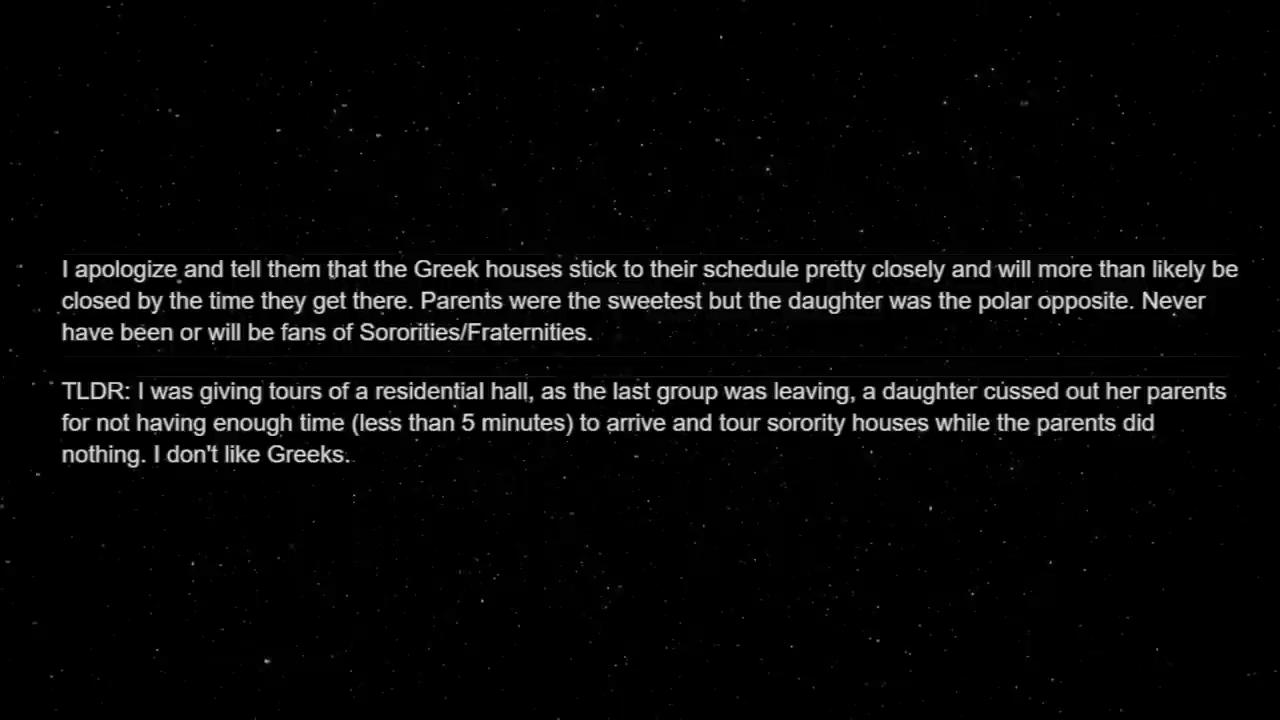 I apologize and tell them that the Greek houses stick to their schedule pretty closely and will more than likely be
closed by the time they get there. Parents were the sweetest but the daughter was the polar opposite. Never
have been or will be fans of Sororities/Fraternities.
TLDR: I was giving tours of a residential hall, as the last group was leaving, a daughter cussed out her parents
for not having enough time (less than 5 minutes) to arrive and tour sorority houses while the parents did
nothing. I don't like Greeks.